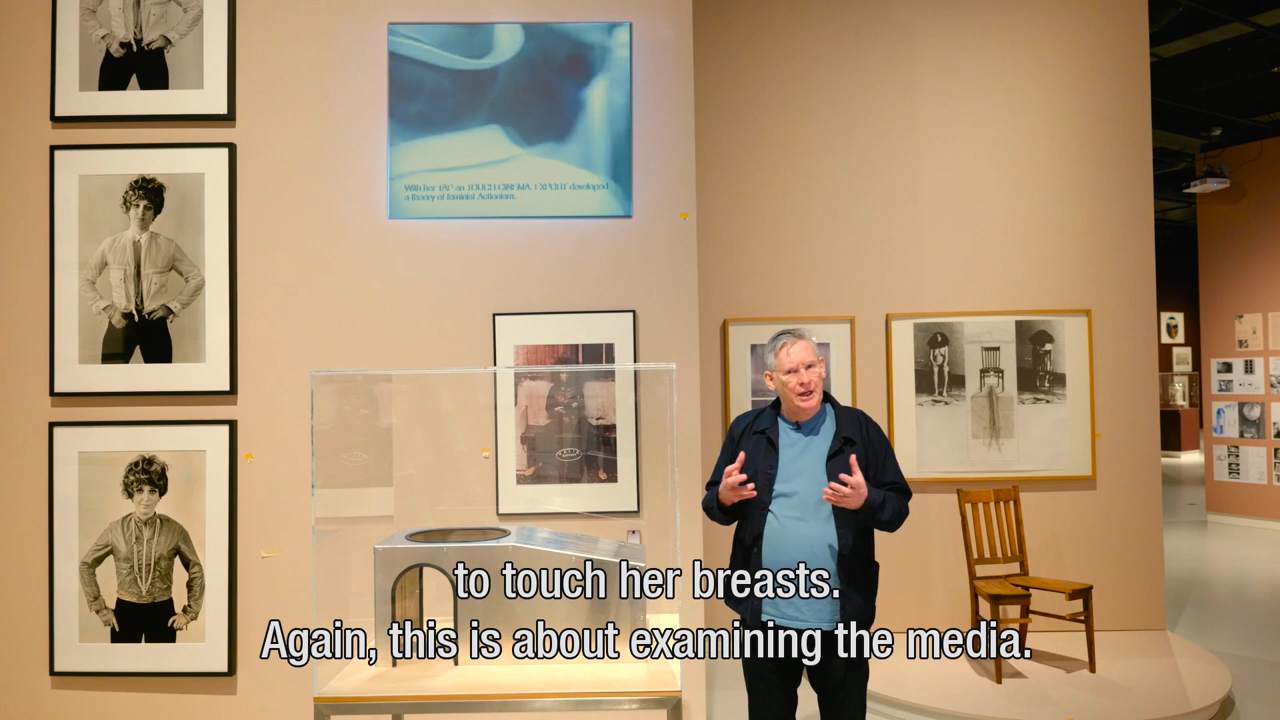 With her TAP an TOUCH CINEMA, EXPORT developed
a theory of feminist Actionism.
to touch her breasts.
Again, this is about examining the media.